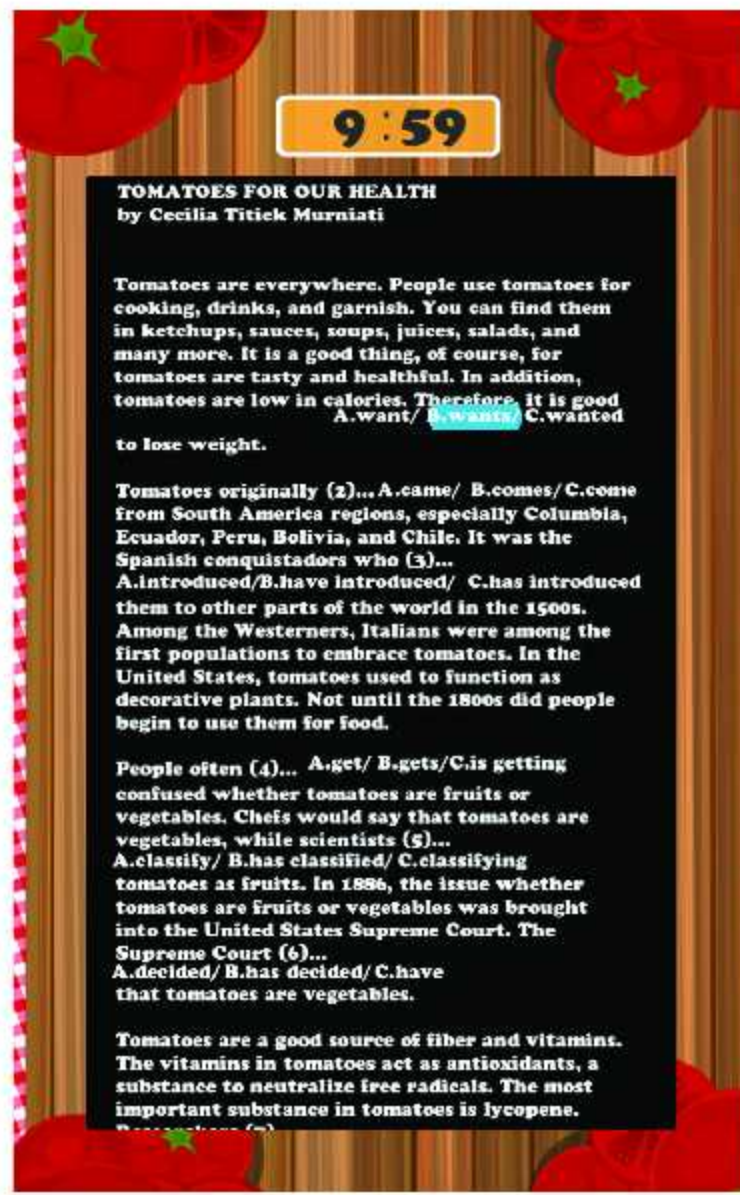 9:59
TOMATOES FOR OUR HEALTH
by Cecilia Titiek Murniati
Tomatoes are everywhere. People use tomatoes for
cooking, drinks, and garnish. You can find them
in ketchups, sauces, soups, juices, salads, and
many more. It is a good thing, of course, for
tomatoes are tasty and healthful. In addition,
tomatoes are low in calories. Therefore, it is good
A.want/ B.wants/ C.wanted
to lose weight.
Tomatoes originally (2)... A.came/ B.comes/C.come
from South America regions, especially Columbia,
Ecuador, Peru, Bolivia, and Chile. It was the
Spanish conquistadors who (3)...
A.introduced/B.have introduced/ C.has introduced
them to other parts of the world in the 1500s.
Among the Westerners, Italians were among the
first populations to embrace tomatoes. In the
United States, tomatoes used to function as
decorative plants. Not until the 1800s did people
begin to use them for food.
People often (4)... A.get/ B.gets/C.is getting
confused whether tomatoes are fruits or
vegetables. Chefs would say that tomatoes are
vegetables, while scientists (5)...
A.classify/ B.has classified/ C.classifying
tomatoes as fruits. In 1886, the issue whether
tomatoes are fruits or vegetables was brought
into the United States Supreme Court. The
Supreme Court (6)...
A.decided/ B.has decided/ C.have
that tomatoes are vegetables.
Tomatoes are a good source of fiber and vitamins.
The vitamins in tomatoes act as antioxidants, a
substance to neutralize free radicals. The most
important substance in tomatoes is lycopene.